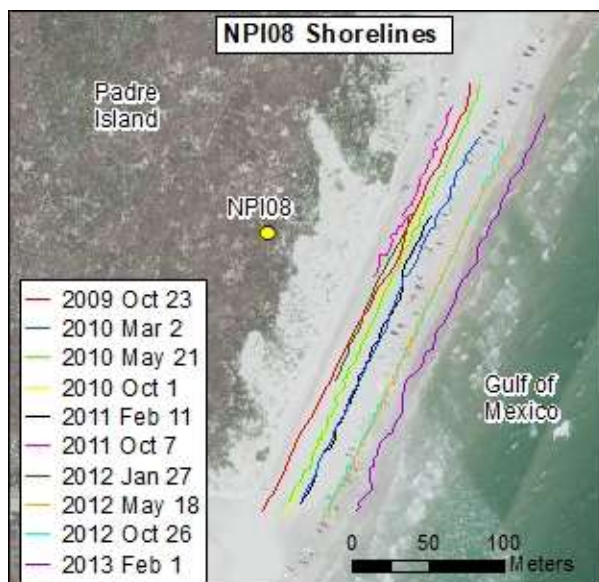 NPI08 Shorelines
Padre
Island
NPI08
2009 Oct 23
2010 Mar 2
2010 May 21
2010 Oct 1
2011 Feb 11
2011 Oct 7
2012 Jan 27
2012 May 18
2012 Oct 26
2013 Feb 1
Gulf of
Mexico
0 50 100
Meters